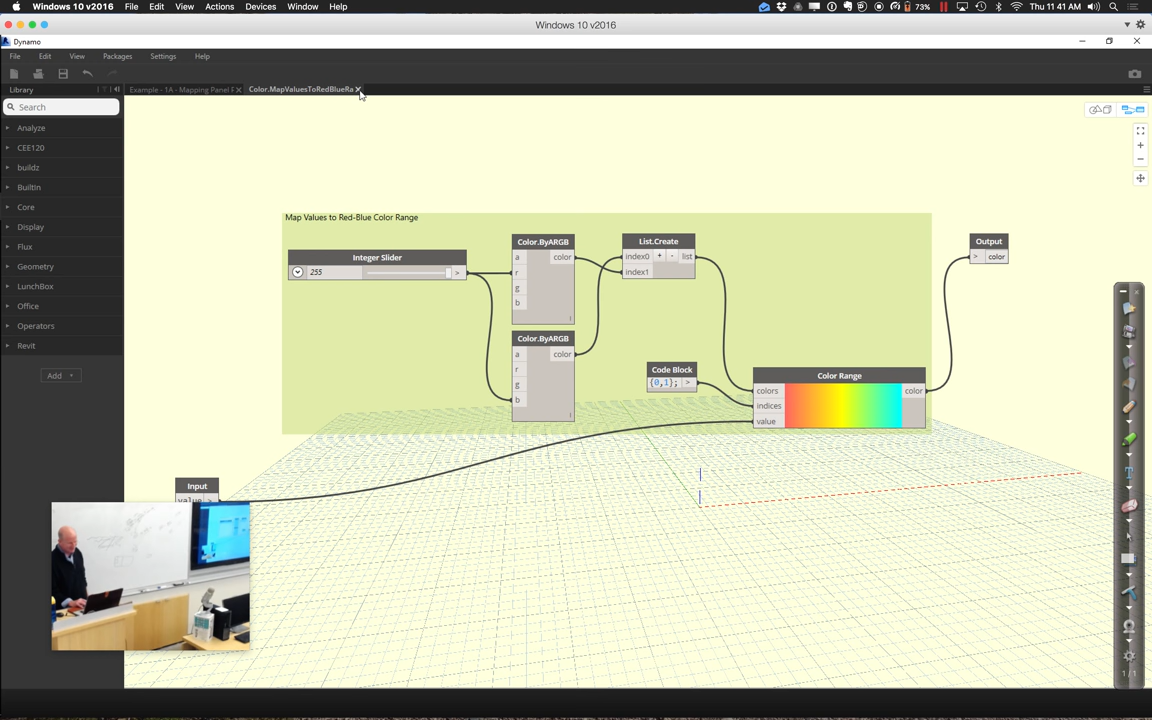 Windows 10 v2016 File Edit View Actions Devices Window Help 73% Thu 11 41 AM
Windows 10 v2016
Dynamo
File Edit View Packages Settings Help
Library
Example - 1A - Mapping Panel F
Color.MapValuesToRedBlueRa
Search
Analyze
CEE120
buildz
BuiltIn
Core
Display
Flux
Geometry
LunchBox
Office
Operators
Revit
Add
Map Values to Red-Blue Color Range
Integer Slider
255 >
Color.ByARGB
a color
r
g
b
Color.ByARGB
a color
r
g
b
List.Create
index0 + - list
index1
Code Block
{0,1}; >
Color Range
colors color
indices
value
Output
> color
Input
value >
1/1